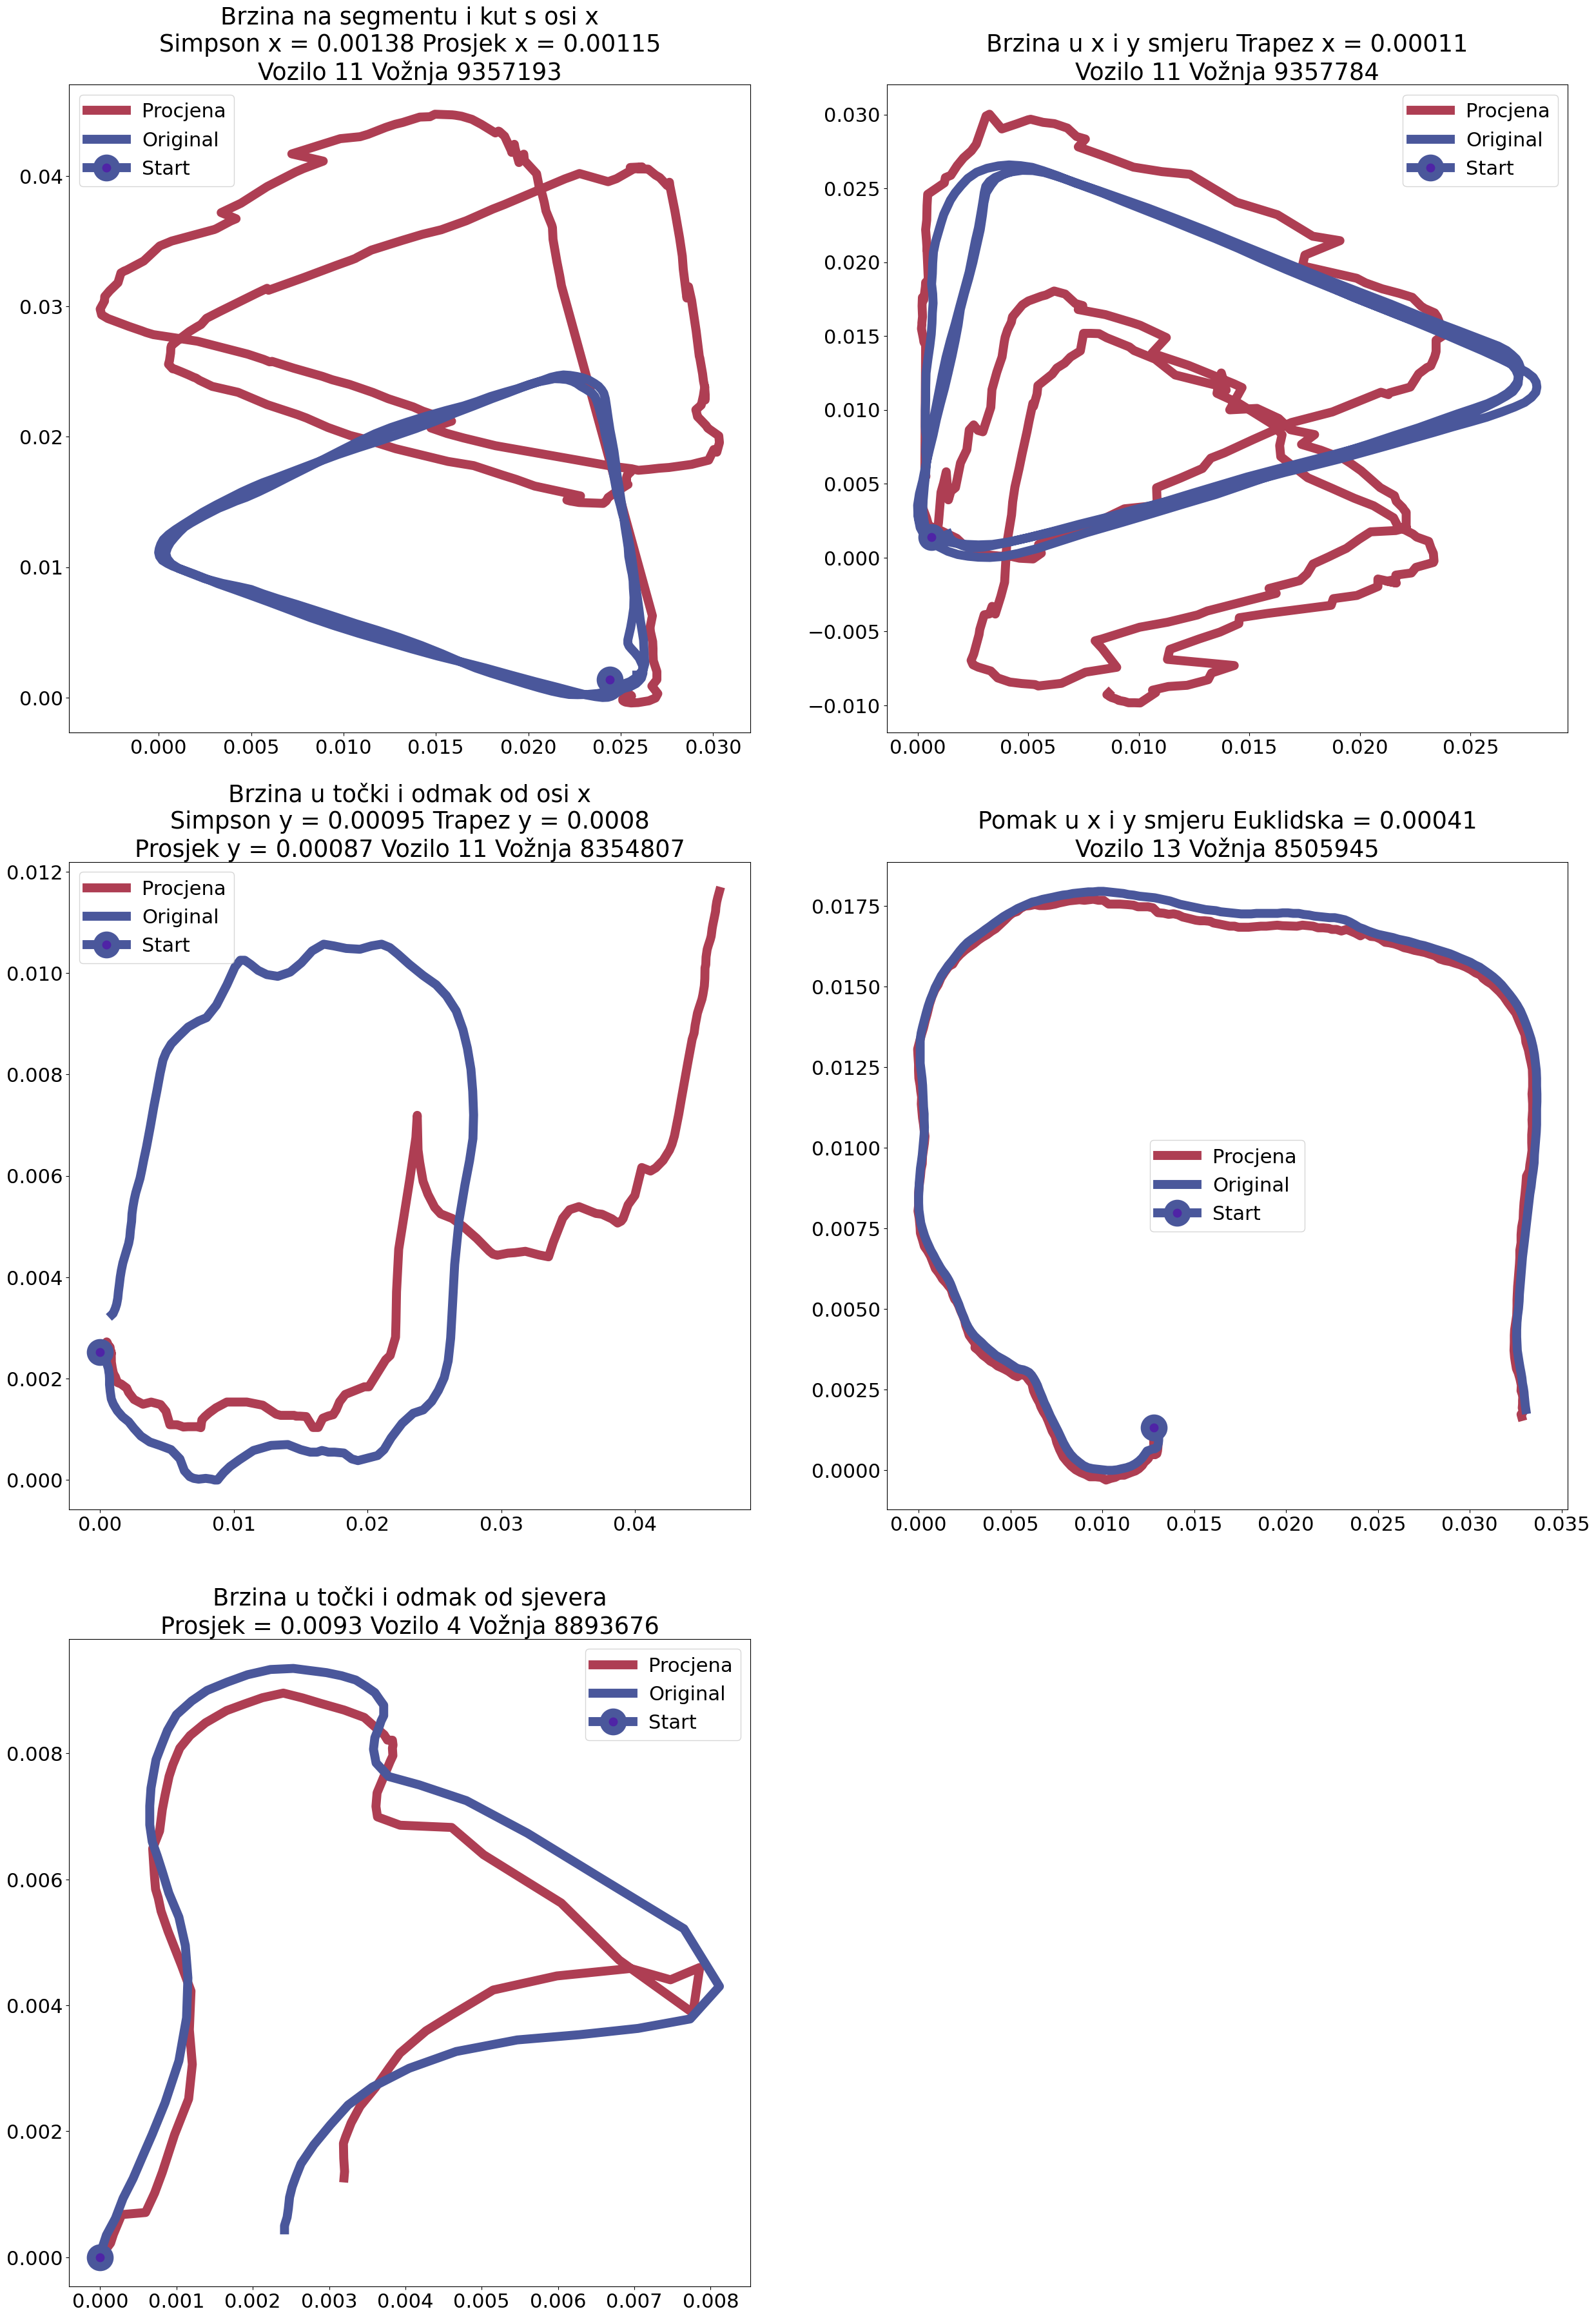 Brzina na segmentu i kut s osi x
Simpson x = 0.00138 Prosjek x = 0.00115
Vozilo 11 Vožnja 9357193
Procjena
Original
Start
0.04
0.03
0.02
0.01
0.00
0.000 0.005 0.010 0.015 0.020 0.025 0.030
Brzina u x i y smjeru Trapez x = 0.00011
Vozilo 11 Vožnja 9357784
Procjena
Original
Start
0.030
0.025
0.020
0.015
0.010
0.005
0.000
−0.005
−0.010
0.000 0.005 0.010 0.015 0.020 0.025
Brzina u točki i odmak od osi x
Simpson y = 0.00095 Trapez y = 0.0008
Prosjek y = 0.00087 Vozilo 11 Vožnja 8354807
Procjena
Original
Start
0.012
0.010
0.008
0.006
0.004
0.002
0.000
0.00 0.01 0.02 0.03 0.04
Pomak u x i y smjeru Euklidska = 0.00041
Vozilo 13 Vožnja 8505945
0.0175
0.0150
0.0125
0.0100
0.0075
0.0050
0.0025
0.0000
Procjena
Original
Start
0.000 0.005 0.010 0.015 0.020 0.025 0.030 0.035
Brzina u točki i odmak od sjevera
Prosjek = 0.0093 Vozilo 4 Vožnja 8893676
Procjena
Original
Start
0.008
0.006
0.004
0.002
0.000
0.000 0.001 0.002 0.003 0.004 0.005 0.006 0.007 0.008